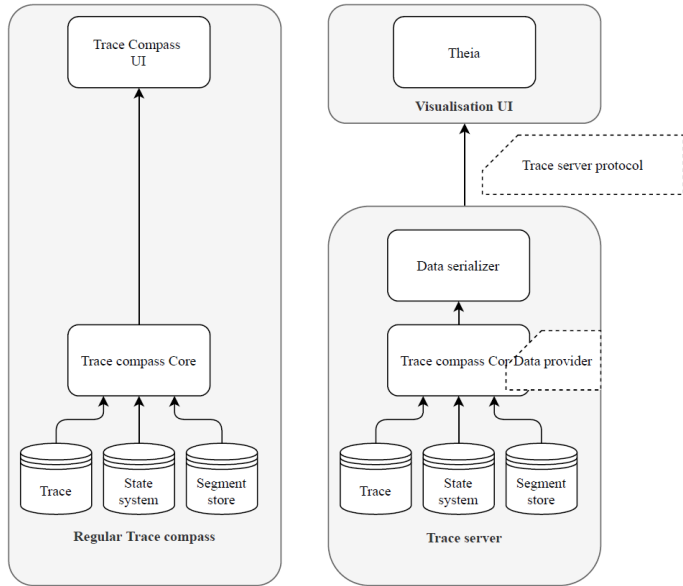 Trace Compass
UI
Trace compass Core
Trace
State
system
Segment
store
Regular Trace compass
Theia
Visualisation UI
Trace server protocol
Data serializer
Trace compass Cor
Data provider
Trace
State
system
Segment
store
Trace server